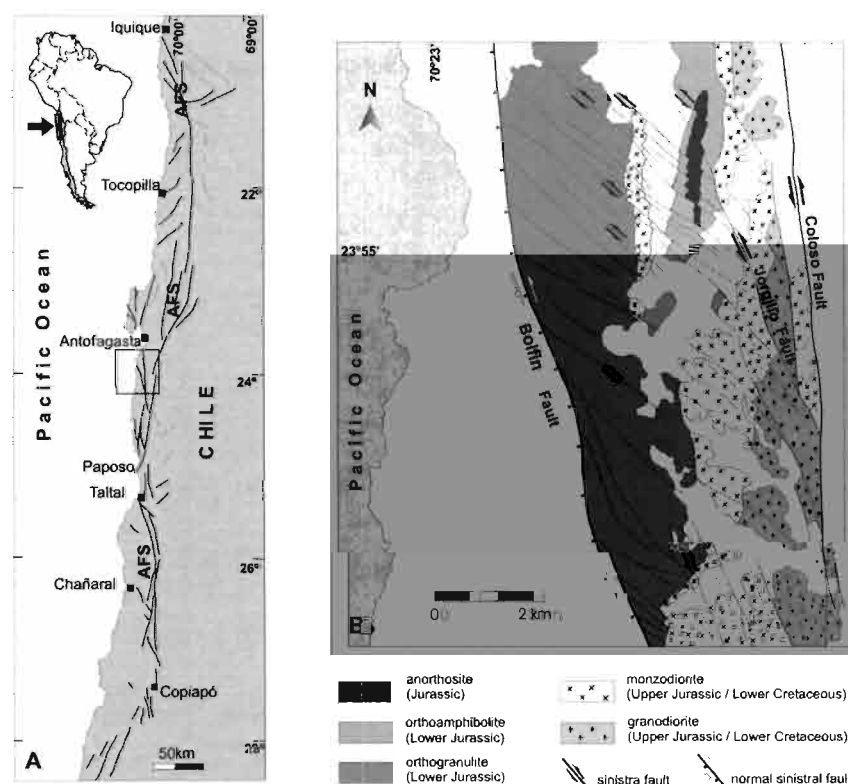 Iquique
70°00'
69°00'
AFS
Tocopilla
22°
AFS
Antofagasta
24°
Pacific Ocean
CHILE
Paposo
Taltal
AFS
26°
Chañaral
Copiapó
A
50km
28°
70°23'
N
23°55'
Coloso Fault
Jorgillo Fault
Bolfin Fault
Pacific Ocean
0 2 km
B
anorthosite
(Jurassic)
orthoamphibolite
(Lower Jurassic)
orthogranulite
(Lower Jurassic)
monzodiorite
(Upper Jurassic / Lower Cretaceous)
granodiorite
(Upper Jurassic / Lower Cretaceous)
sinistra fault
normal sinistral faul